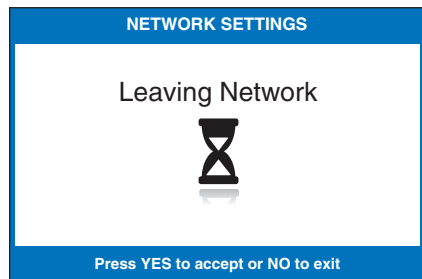 NETWORK SETTINGS
Leaving Network
Press YES to accept or NO to exit